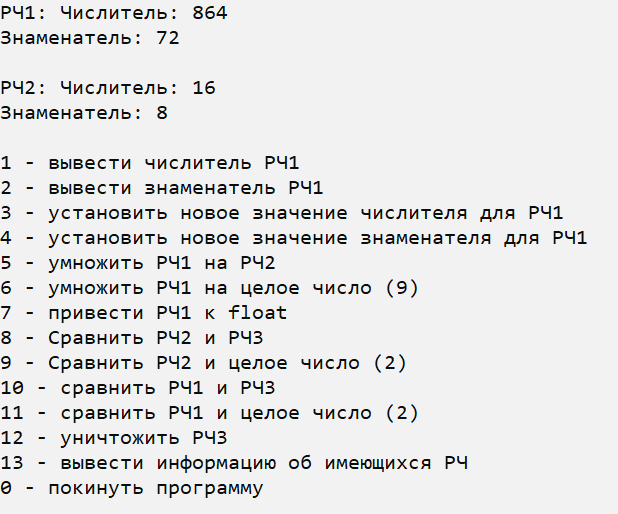 РЧ1: Числитель: 864
Знаменатель: 72
РЧ2: Числитель: 16
Знаменатель: 8
1 - вывести числитель РЧ1
2 - вывести знаменатель РЧ1
3 - установить новое значение числителя для РЧ1
4 - установить новое значение знаменателя для РЧ1
5 - умножить РЧ1 на РЧ2
6 - умножить РЧ1 на целое число (9)
7 - привести РЧ1 к float
8 - Сравнить РЧ2 и РЧ3
9 - Сравнить РЧ2 и целое число (2)
10 - сравнить РЧ1 и РЧ3
11 - сравнить РЧ1 и целое число (2)
12 - уничтожить РЧ3
13 - вывести информацию об имеющихся РЧ
0 - покинуть программу